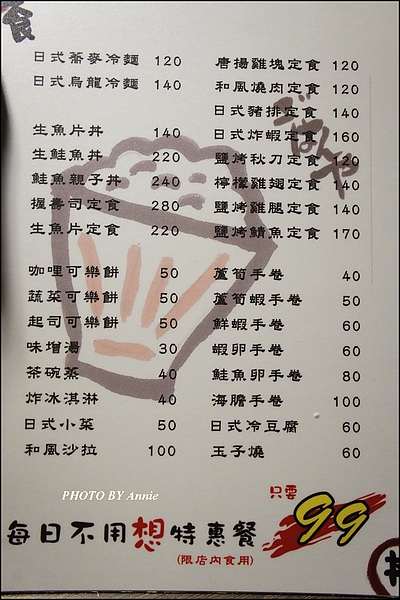 食
日式蕎麥冷麵 120
日式烏龍冷麵 140
生魚片丼 140
生鮭魚丼 220
鮭魚親子丼 240
握壽司定食 280
生魚片定食 220
咖哩可樂餅 50
蔬菜可樂餅 50
起司可樂餅 50
味增湯 30
茶碗蒸 40
炸冰淇淋 40
日式小菜 50
和風沙拉 100
唐揚雞塊定食 120
和風燒肉定食 120
日式豬排定食 140
日式炸蝦定食 160
鹽烤秋刀定食 120
檸檬雞翅定食 140
鹽烤雞腿定食 140
鹽烤鯖魚定食 170
蘆筍手卷 40
蘆筍蝦手卷 50
鮮蝦手卷 60
蝦卵手卷 60
鮭魚卵手卷 80
海膽手卷 100
日式冷豆腐 60
玉子燒 60
ごはんや
PHOTO BY Annie
每日不用想特惠餐
只要
99
(限店內食用)